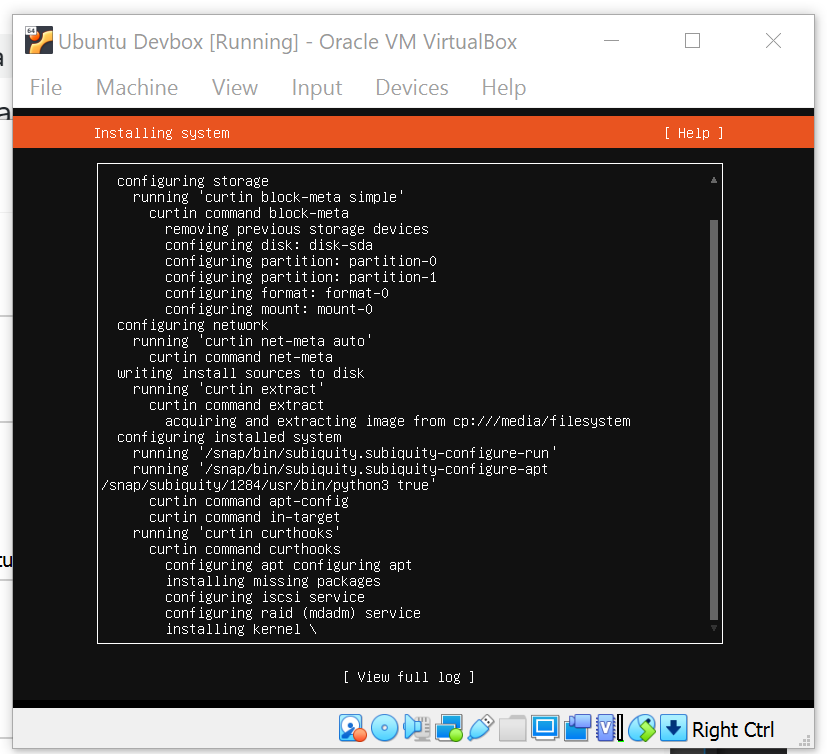 64
Ubuntu Devbox [Running] - Oracle VM VirtualBox
File Machine View Input Devices Help
Installing system [ Help ]
configuring storage
running 'curtin block-meta simple'
curtin command block-meta
removing previous storage devices
configuring disk: disk-sda
configuring partition: partition-0
configuring partition: partition-1
configuring format: format-0
configuring mount: mount-0
configuring network
running 'curtin net-meta auto'
curtin command net-meta
writing install sources to disk
running 'curtin extract'
curtin command extract
acquiring and extracting image from cp:///media/filesystem
configuring installed system
running '/snap/bin/subiquity.subiquity-configure-run'
running '/snap/bin/subiquity.subiquity-configure-apt
/snap/subiquity/1284/usr/bin/python3 true'
curtin command apt-config
curtin command in-target
running 'curtin curthooks'
curtin command curthooks
configuring apt configuring apt
installing missing packages
configuring iscsi service
configuring raid (mdadm) service
installing kernel \
[ View full log ]
Right Ctrl